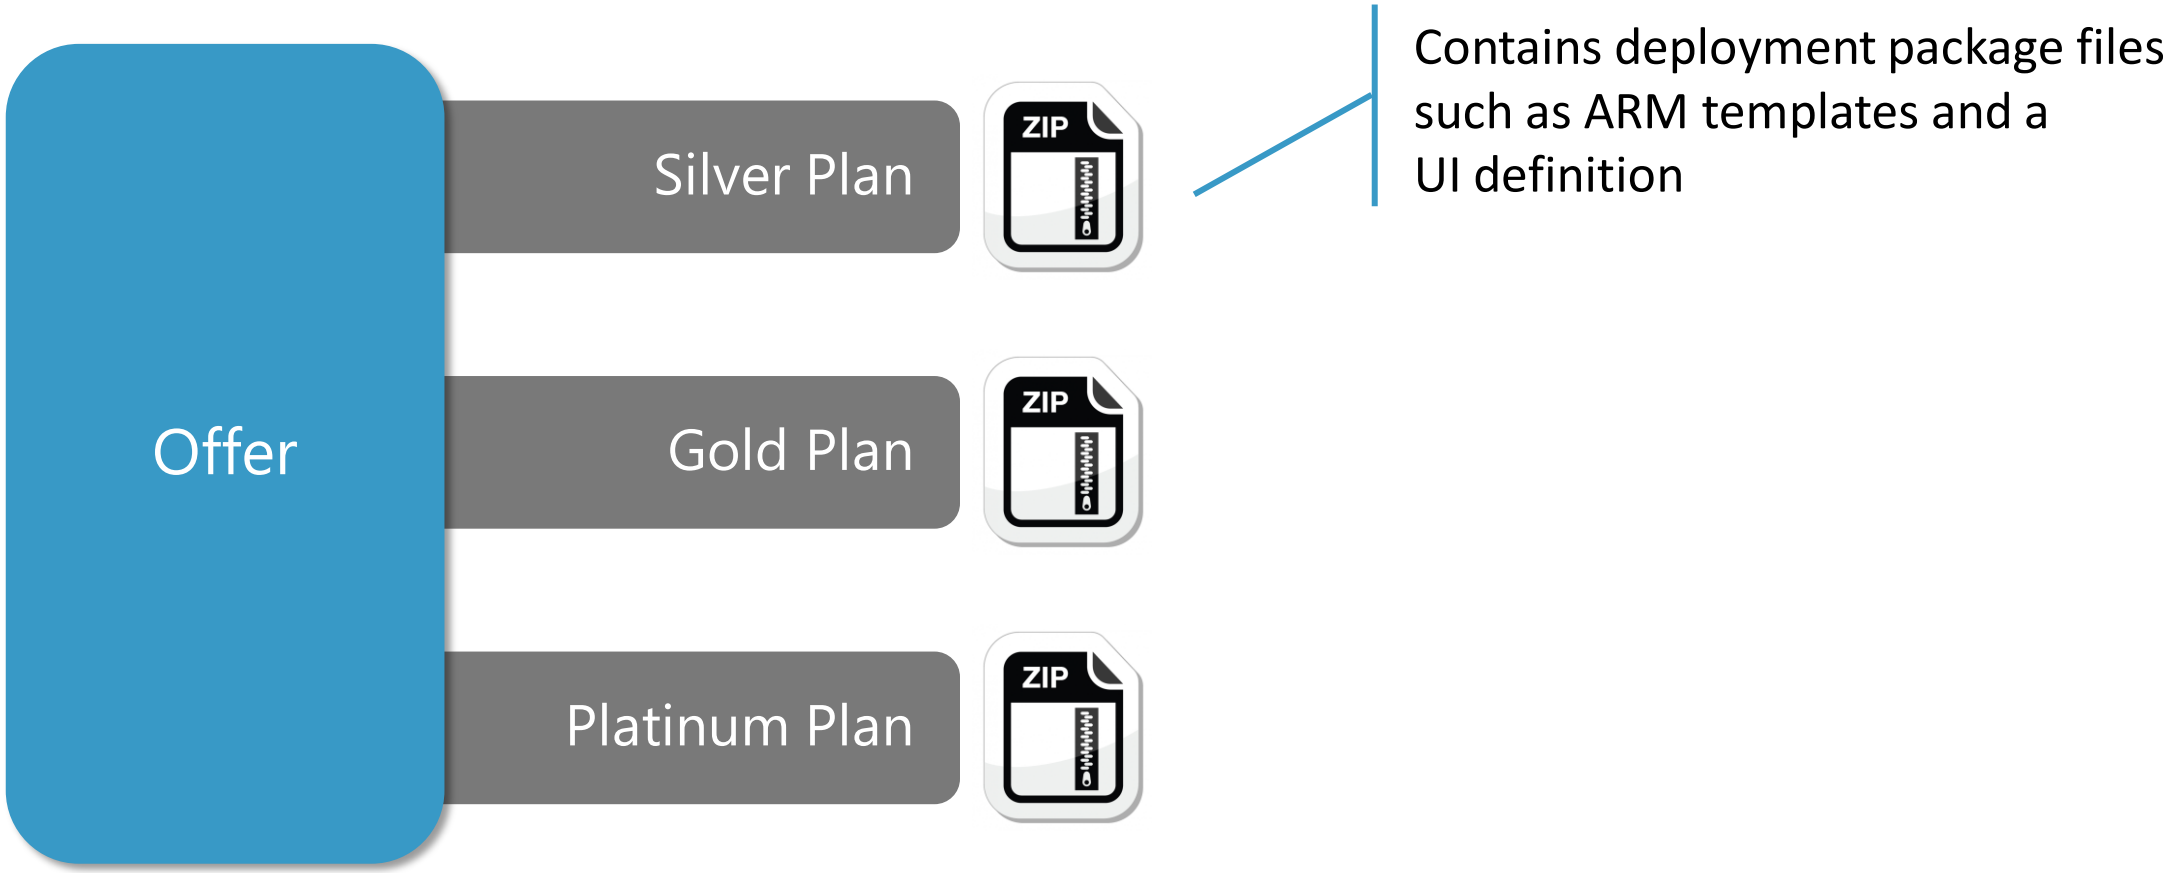 Contains deployment package files
such as ARM templates and a
UI definition
Offer
Silver Plan
ZIP
Gold Plan
ZIP
Platinum Plan
ZIP